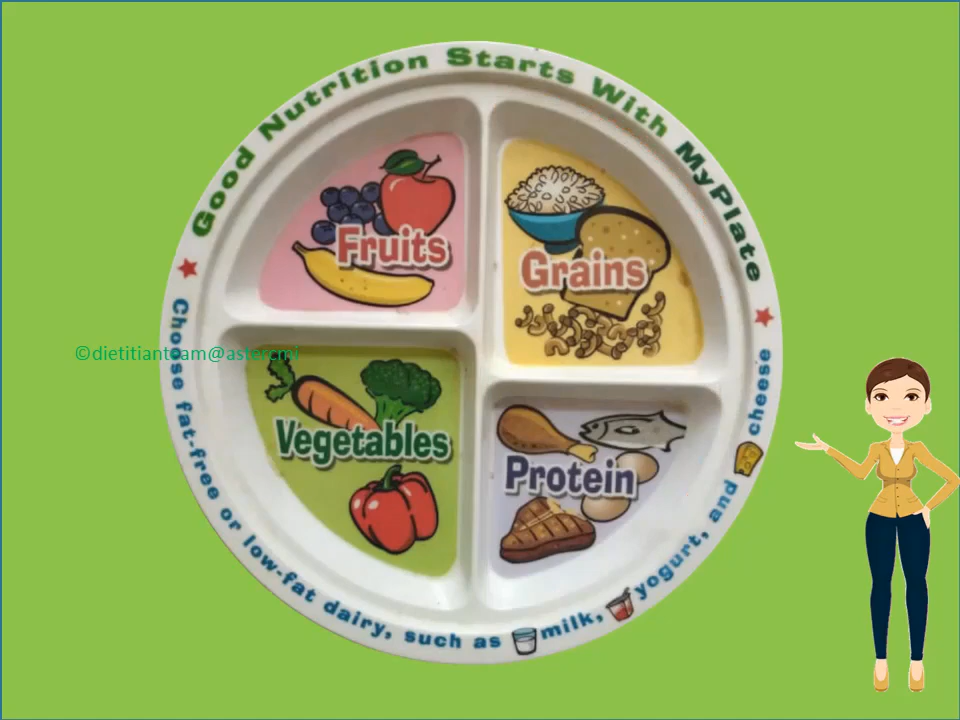 Good Nutrition Starts With MyPlate
Fruits
Grains
©dietitianteam@astercmi
Vegetables
Protein
Choose fat-free or low-fat dairy, such as milk, yogurt, and cheese